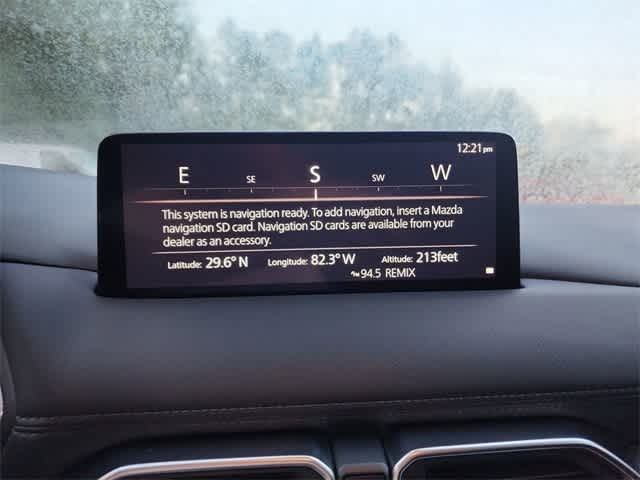 12:21 pm
E SE S SW W
This system is navigation ready. To add navigation, insert a Mazda
navigation SD card. Navigation SD cards are available from your
dealer as an accessory.
Latitude: 29.6° N Longitude: 82.3° W Altitude: 213feet
94.5 REMIX